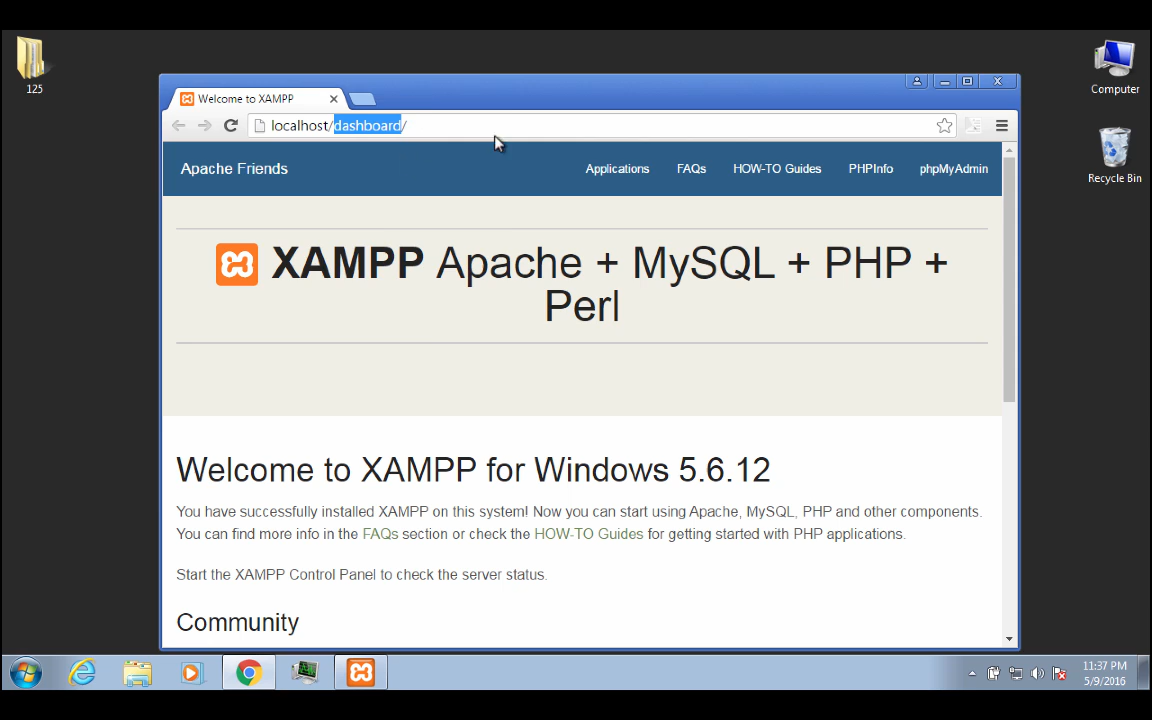 125
Computer
Recycle Bin
Welcome to XAMPP
localhost/dashboard/
Apache Friends
Applications
FAQs
HOW-TO Guides
PHPInfo
phpMyAdmin
XAMPP Apache + MySQL + PHP +
Perl
Welcome to XAMPP for Windows 5.6.12
You have successfully installed XAMPP on this system! Now you can start using Apache, MySQL, PHP and other components.
You can find more info in the FAQs section or check the HOW-TO Guides for getting started with PHP applications.
Start the XAMPP Control Panel to check the server status.
Community
11:37 PM
5/9/2016